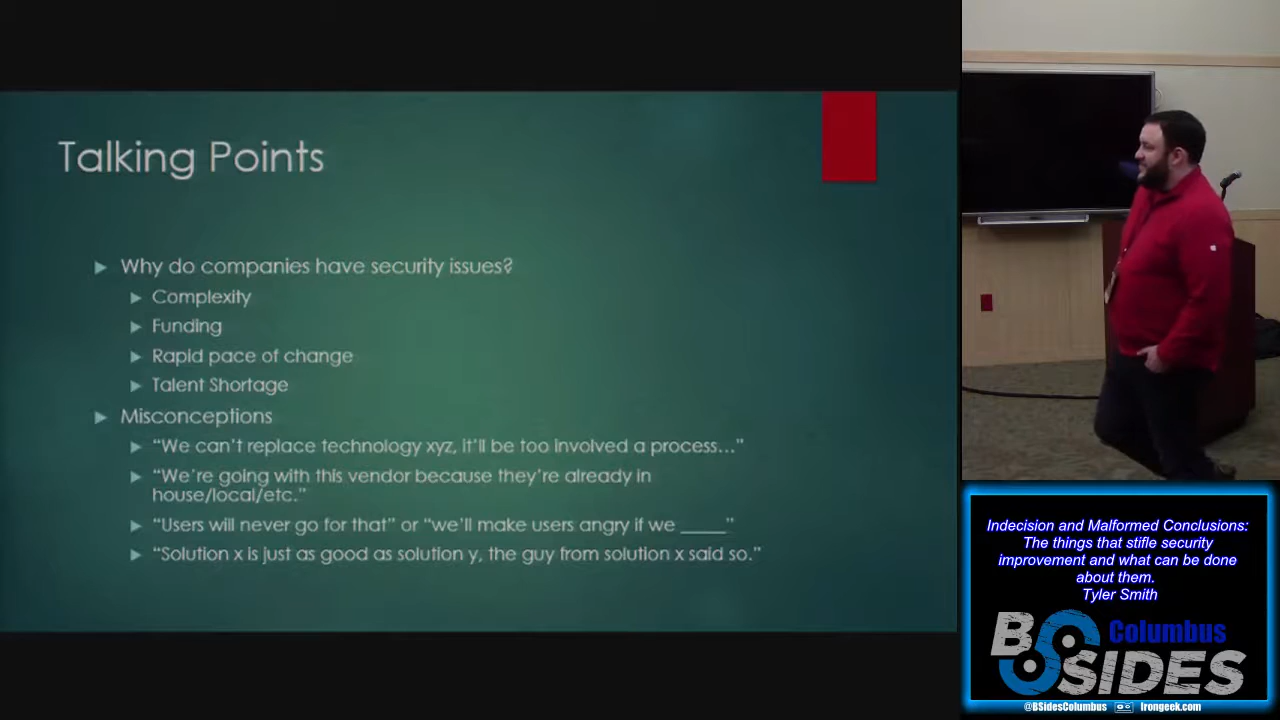 Talking Points
Why do companies have security issues?
Complexity
Funding
Rapid pace of change
Talent Shortage
Misconceptions
“We can’t replace technology xyz, it’ll be too involved a process…”
“We’re going with this vendor because they’re already in
house/local/etc.”
“Users will never go for that” or “we’ll make users angry if we _____”
“Solution x is just as good as solution y, the guy from solution x said so.”
Indecision and Malformed Conclusions:
The things that stifle security
improvement and what can be done
about them.
Tyler Smith
BSIDES Columbus
@BSidesColumbus Irongeek.com